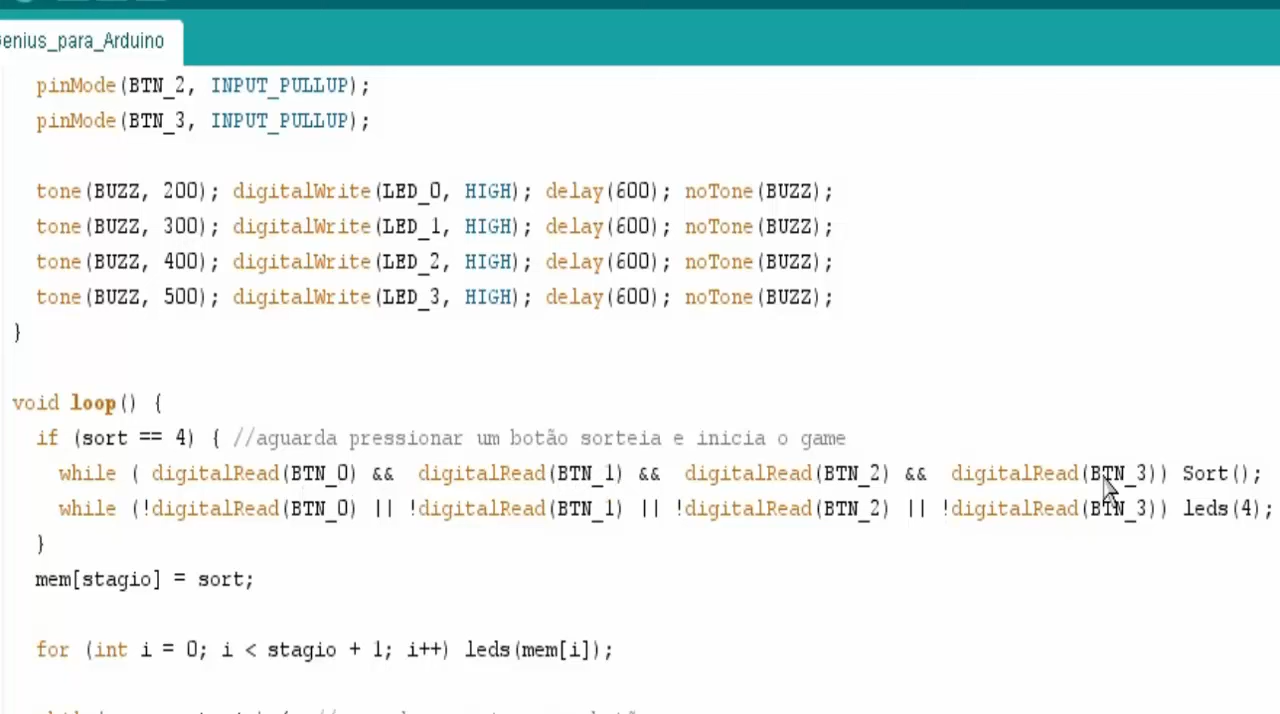 enius_para_Arduino
pinMode(BTN_2, INPUT_PULLUP);
pinMode(BTN_3, INPUT_PULLUP);
tone(BUZZ, 200); digitalWrite(LED_0, HIGH); delay(600); noTone(BUZZ);
tone(BUZZ, 300); digitalWrite(LED_1, HIGH); delay(600); noTone(BUZZ);
tone(BUZZ, 400); digitalWrite(LED_2, HIGH); delay(600); noTone(BUZZ);
tone(BUZZ, 500); digitalWrite(LED_3, HIGH); delay(600); noTone(BUZZ);
}
void loop() {
if (sort == 4) { //aguarda pressionar um botão sorteia e inicia o game
while ( digitalRead(BTN_0) && digitalRead(BTN_1) && digitalRead(BTN_2) && digitalRead(BTN_3)) Sort();
while (!digitalRead(BTN_0) || !digitalRead(BTN_1) || !digitalRead(BTN_2) || !digitalRead(BTN_3)) leds(4);
}
mem[stagio] = sort;
for (int i = 0; i < stagio + 1; i++) leds(mem[i]);